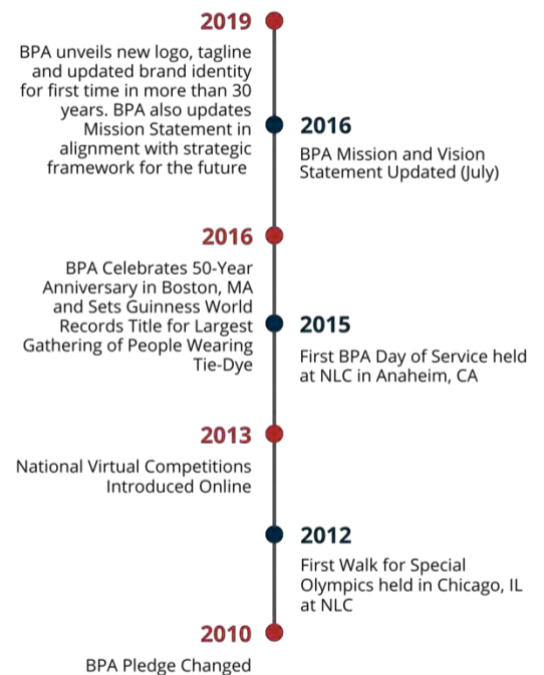 2019
BPA unveils new logo, tagline
and updated brand identity
for first time in more than 30
years. BPA also updates
Mission Statement in
alignment with strategic
framework for the future
2016
BPA Mission and Vision
Statement Updated (July)
2016
BPA Celebrates 50-Year
Anniversary in Boston, MA
and Sets Guinness World
Records Title for Largest
Gathering of People Wearing
Tie-Dye
2015
First BPA Day of Service held
at NLC in Anaheim, CA
2013
National Virtual Competitions
Introduced Online
2012
First Walk for Special
Olympics held in Chicago, IL
at NLC
2010
BPA Pledge Changed